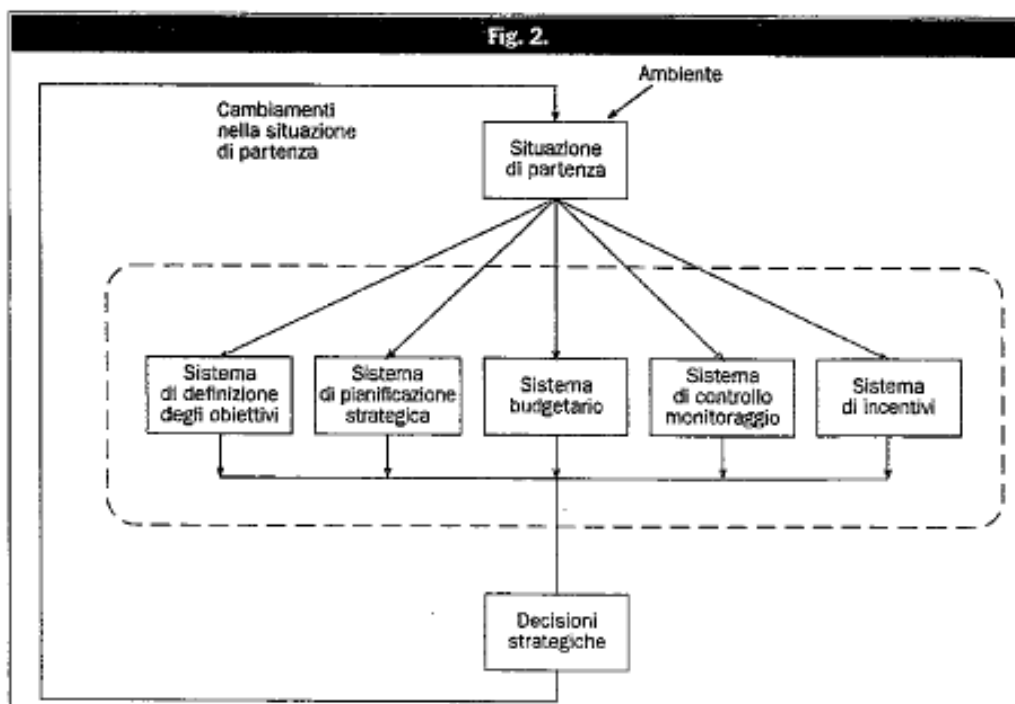 Fig. 2.
Ambiente
Cambiamenti
nella situazione
di partenza
Situazione
di partenza
Sistema
di definizione
degli obiettivi
Sistema
di pianificazione
strategica
Sistema
budgetario
Sistema
di controllo
monitoraggio
Sistema
di incentivi
Decisioni
strategiche